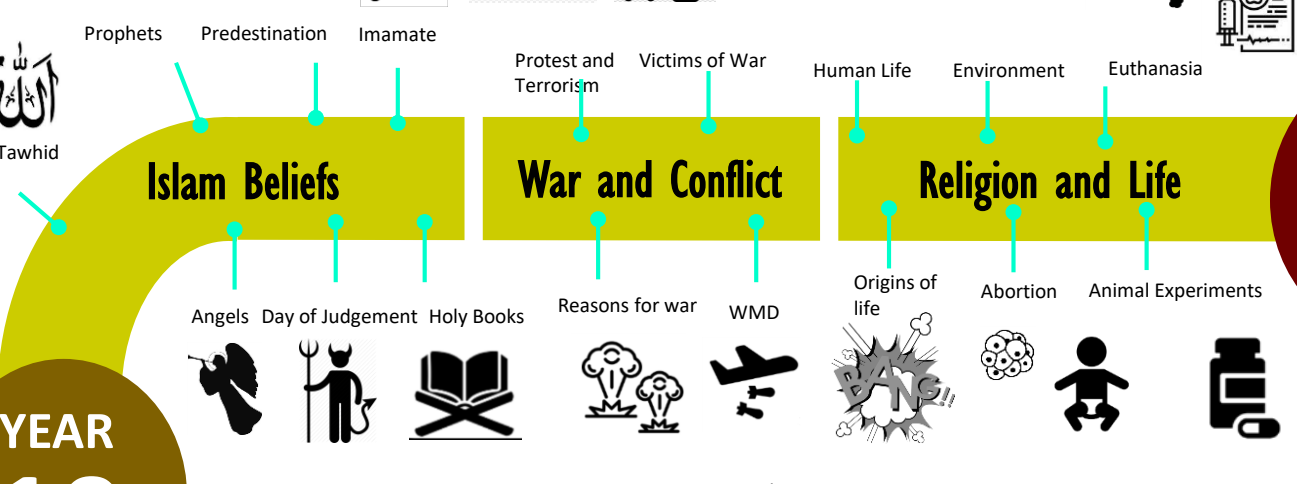 Prophets
Predestination
Imamate
Protest and
Terrorism
Victims of War
Human Life
Environment
Euthanasia
الله
Tawhid
Islam Beliefs
War and Conflict
Religion and Life
Angels
Day of Judgement
Holy Books
Reasons for war
WMD
Origins of
life
Abortion
Animal Experiments
BANG!!
YEAR